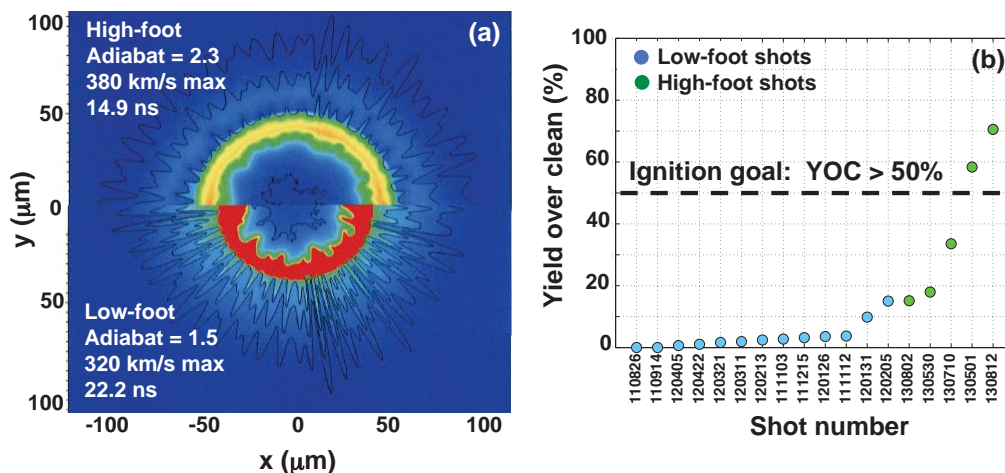 (a)
High-foot
Adiabat = 2.3
380 km/s max
14.9 ns
Low-foot
Adiabat = 1.5
320 km/s max
22.2 ns
100
50
0
50
100
y (μm)
-100
-50
0
50
100
x (μm)
(b)
Low-foot shots
High-foot shots
Ignition goal: YOC > 50%
100
80
60
40
20
0
Yield over clean (%)
110826
110914
120405
120422
120321
120311
120213
111103
111215
120126
111112
120131
120205
130802
130530
130710
130501
130812
Shot number